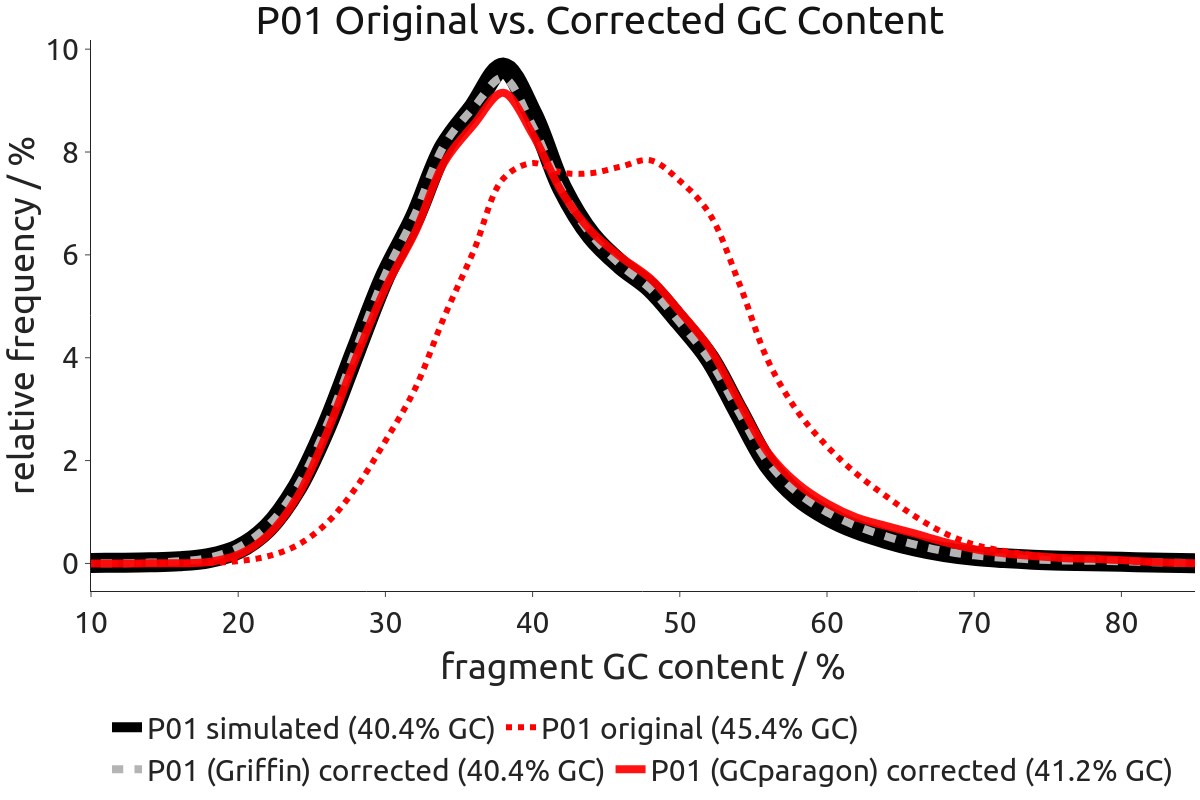 P01 Original vs. Corrected GC Content
relative frequency / %
10
8
6
4
2
0
10 20 30 40 50 60 70 80
fragment GC content / %
P01 simulated (40.4% GC) P01 original (45.4% GC)
P01 (Griffin) corrected (40.4% GC) P01 (GCparagon) corrected (41.2% GC)